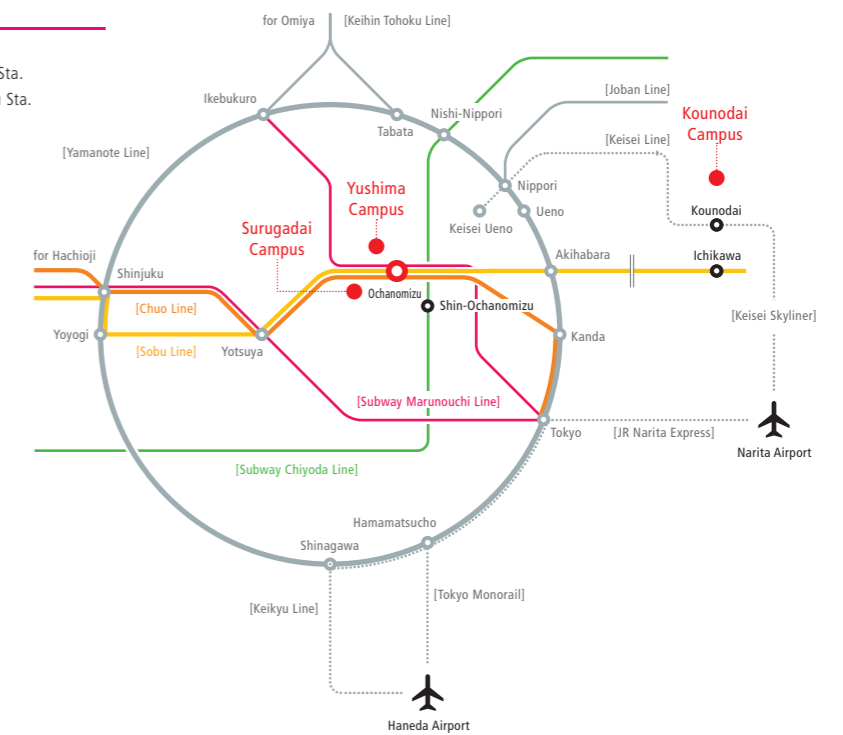 for Omiya
[Keihin Tohoku Line]
Sta.
Sta.
Ikebukuro
Tabata
Nishi-Nippori
[Joban Line]
Kounodai
Campus
[Keisei Line]
[Yamanote Line]
Yushima
Campus
Nippori
Surugadai
Campus
Keisei Ueno
Ueno
Kounodai
for Hachioji
Shinjuku
Akihabara
Ichikawa
Ochanomizu
Shin-Ochanomizu
[Chuo Line]
[Keisei Skyliner]
Yoyogi
[Sobu Line]
Yotsuya
Kanda
[Subway Marunouchi Line]
Tokyo
[JR Narita Express]
Narita Airport
[Subway Chiyoda Line]
Hamamatsucho
Shinagawa
[Keikyu Line]
[Tokyo Monorail]
Haneda Airport